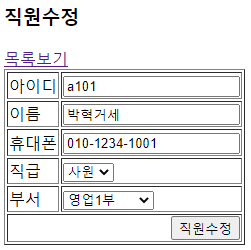 직원수정
목록보기
아이디 a101
이름 박혁거세
휴대폰 010-1234-1001
직급 사원
부서 영업1부
직원수정